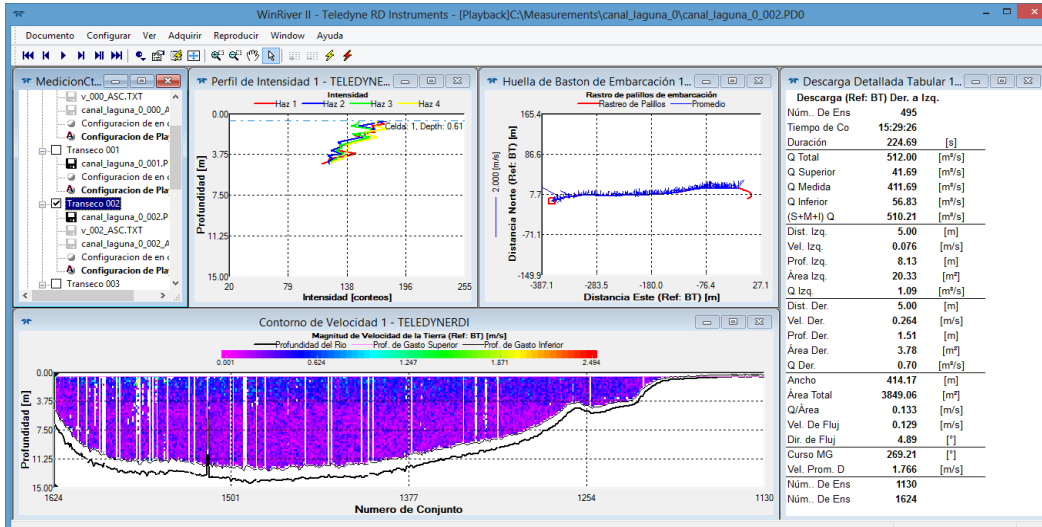 WinRiver II - Teledyne RD Instruments - [Playback]C:\Measurements\canal_laguna_0\canal_laguna_0_002.PD0
Documento Configurar Ver Adquirir Reproducir Window Ayuda
MedicionCt...
v_000_ASC.TXT
canal_laguna_0_000_A
Configuracion de en c
Configuracion de Pla
Transeco 001
canal_laguna_0_001.P
Configuracion de en c
Configuracion de Pla
Transeco 002
canal_laguna_0_002.P
v_002_ASC.TXT
canal_laguna_0_002_A
Configuracion de en c
Configuracion de Pla
Transeco 003
Perfil de Intensidad 1 - TELEDYNE...
Intensidad
Haz 1 Haz 2 Haz 3 Haz 4
Celda: 1, Depth: 0.61
Profundidad [m]
0.00
3.75
7.50
11.25
15.00
20 79 138 196 255
Intensidad [conteos]
Huella de Baston de Embarcación 1...
Rastro de palillos de embarcación
Rastreo de Palillos Promedio
2.000 [m/s]
Distancia Norte (Ref: BT) [m]
165.4
86.6
7.7
-71.1
-149.9
-387.1 -283.5 -180.0 -76.4 27.1
Distancia Este (Ref: BT) [m]
Contorno de Velocidad 1 - TELEDYNERDI
Magnitud de Velocidad de la Tierra (Ref: BT) [m/s]
Profundidad del Rio Prof. de Gasto Superior Prof. de Gasto Inferior
0.001 0.624 1.247 1.871 2.494
Profundidad [m]
0.00
3.75
7.50
11.25
15.00
1624 1501 1377 1254 1130
Numero de Conjunto
Descarga Detallada Tabular 1...
Descarga (Ref: BT) Der. a Izq.
Núm.. De Ens 495
Tiempo de Co 15:29:26
Duración 224.69 [s]
Q Total 512.00 [m³/s]
Q Superior 41.69 [m³/s]
Q Medida 411.69 [m³/s]
Q Inferior 56.83 [m³/s]
(S+M+I) Q 510.21 [m³/s]
Dist. Izq. 5.00 [m]
Vel. Izq. 0.076 [m/s]
Prof. Izq. 8.13 [m]
Área Izq. 20.33 [m²]
Q Izq. 1.09 [m³/s]
Dist. Der. 5.00 [m]
Vel. Der. 0.264 [m/s]
Prof. Der. 1.51 [m]
Área Der. 3.78 [m²]
Q Der. 0.70 [m³/s]
Ancho 414.17 [m]
Área Total 3849.06 [m²]
Q/Área 0.133 [m/s]
Vel. De Fluj 0.129 [m/s]
Dir. de Fluj 4.89 [°]
Curso MG 269.21 [°]
Vel. Prom. D 1.766 [m/s]
Núm.. De Ens 1130
Núm.. De Ens 1624